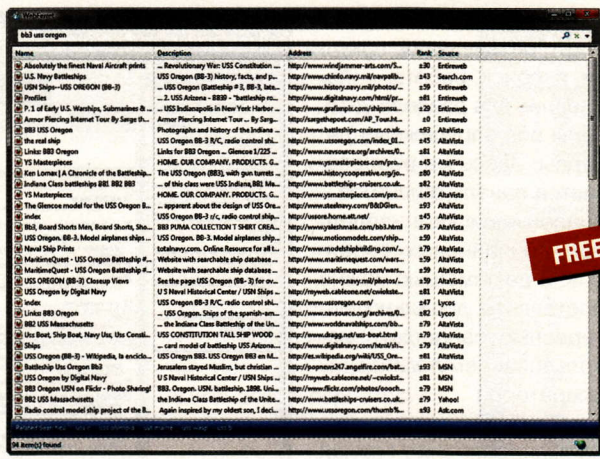 bb3 uss oregon
Name Description Address Rank Source
Absolutely the finest Naval Aircraft prints ... Revolutionary War: USS Constitution ... http://www.windjammer-arts.com/S... ±30 Entireweb
U.S. Navy Battleships USS Oregon (BB-3) history, facts, and p... http://www.chinfo.navy.mil/navpalib... ±43 Search.com
USN Ships--USS OREGON (BB-3) ... USS Oregon (Battleship # 3, BB-3, late... http://history.navy.mil/photos/... ±59 Entireweb
Profiles ... 2. USS Arizona - BB39 - "battleship ro... http://www.digitalnavy.com/html/pr... ±81 Entireweb
P. 1 of Early U.S. Warships, Submarines & ... ... USS Indianapolis in New York Harbor ... http://www.grafinpix.com/shipsnsu... ±29 Entireweb
Armor Piercing Internet Tour By Sarge th... Armor Piercing Internet Tour ... By Sarg... http://sargethepoet.com/AP_Tour.ht... ±0 Entireweb
BB3 USS Oregon Photographs and history of the Indiana ... http://www.battleships-cruisers.co.uk... ±93 AltaVista
the real ship USS Oregon BB-3 R/C, radio control shi... http://www.ussoregon.com/index_01... ±45 AltaVista
Links: BB3 Oregon Links for BB3 Oregon ... Glencoe 1/225 ... http://www.navsource.org/archives/0... ±81 AltaVista
YS Masterpieces HOME. OUR COMPANY. PRODUCTS. G... http://www.ysmasterpieces.com/pro... ±45 AltaVista
Ken Lomax | A Chronicle of the Battleship... The USS Oregon (BB3), with gun turrets ... http://www.historycooperative.org/jo... ±80 AltaVista
Indiana Class battleships BB1 BB2 BB3 ... of this class were USS Indiana,BB1 Ma... http://www.battleships-cruisers.co.uk... ±82 AltaVista
YS Masterpieces HOME. OUR COMPANY. PRODUCTS. G... http://www.ysmasterpieces.com/pro... ±45 AltaVista
The Glencoe model for the USS Oregon B... ... apparent about the design of USS Ore... http://www.steelnavy.com/BBDGlen... ±93 AltaVista
index USS Oregon BB-3 r/c, radio control ship... http://ussore.home.att.net/ ±45 AltaVista
Bb3, Board Shorts Men, Board Shorts, Sho... BB3 PUMA COLLECTION T SHIRT CREA... http://www.yaleshmale.com/bb3.html ±79 AltaVista
USS Oregon. BB-3. Model airplanes ships ... USS Oregon. BB-3. Model airplane ship... http://www.motionmodels.com/ship... ±59 AltaVista
Naval Ship Prints totalnavy.com. Online Resource for all t... http://www.modelshipbuilding.com/... ±79 AltaVista
MaritimeQuest - USS Oregon Battleship #... Website with searchable ship database ... http://www.maritimequest.com/wars... ±59 AltaVista
MaritimeQuest - USS Oregon Battleship #... Website with searchable ship database ... http://www.maritimequest.com/wars... ±59 AltaVista
USS OREGON (BB-3) Closeup Views See the page USS Oregon (BB-3) for ov... http://www.history.navy.mil/photos/... ±59 AltaVista
USS Oregon by Digital Navy U S Naval Historical Center / USN Ships ... http://myweb.cableone.net/cwiokste... ±81 AltaVista
index USS Oregon BB-3 R/C, radio control shi... http://www.ussoregon.com/ ±47 Lycos
Links: BB3 Oregon ... USS Oregon. Ships of the spanish-am... http://www.navsource.org/archives/0... ±82 Lycos
BB2 USS Massachusetts ... the Indiana Class Battleship of the Un... http://www.worldnavalships.com/bb... ±79 AltaVista
Uss Boat, Ship Boat, Navy Uss, Uss Consti... USS CONSTITUTION TALL SHIP WOOD ... http://www.dragg.net/uss-boat.html ±79 AltaVista
Ships ... card model of battleship USS Arizona... http://www.digitalnavy.com/html/sh... ±79 AltaVista
USS Oregon (BB-3) - Wikipedia, la enciclo... USS Oregyn BB3. USS Oregyn BB3 en M... http://es.wikipedia.org/wiki/USS_Ore... ±81 AltaVista
Battleship Uss Oregon Bb3 Jerusalem stayed Muslim, but christian ... http://popnews247.angelfire.com/bat... ±93 MSN
USS Oregon by Digital Navy U S Naval Historical Center / USN Ships ... http://myweb.cableone.net/~cwiokst... ±81 MSN
BB3 Oregon USN on Flickr - Photo Sharing! BB3. Oregon. USN. battleship. 1898. Uni... http://www.flickr.com/photos/oooch... ±79 MSN
BB2 USS Massachusetts the Indiana Class Battleship of the Unite... http://www.battleships-cruisers.co.uk... ±79 Yahoo!
Radio control model ship project of the B... Again inspired by my oldest son, I deci... http://www.ussoregon.com/thumb%... ±93 Ask.com
94 item(s) found
FREE